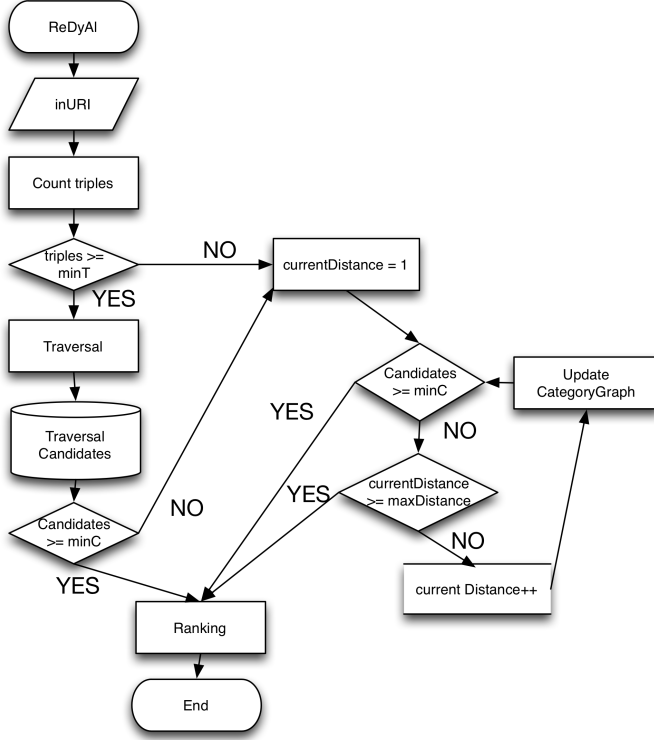 ReDyAl
inURI
Count triples
triples >=
minT
NO
currentDistance = 1
YES
Traversal
Candidates
>= minC
Update
CategoryGraph
YES
NO
Traversal
Candidates
currentDistance
>= maxDistance
YES
NO
Candidates
>= minC
NO
current Distance++
YES
Ranking
End